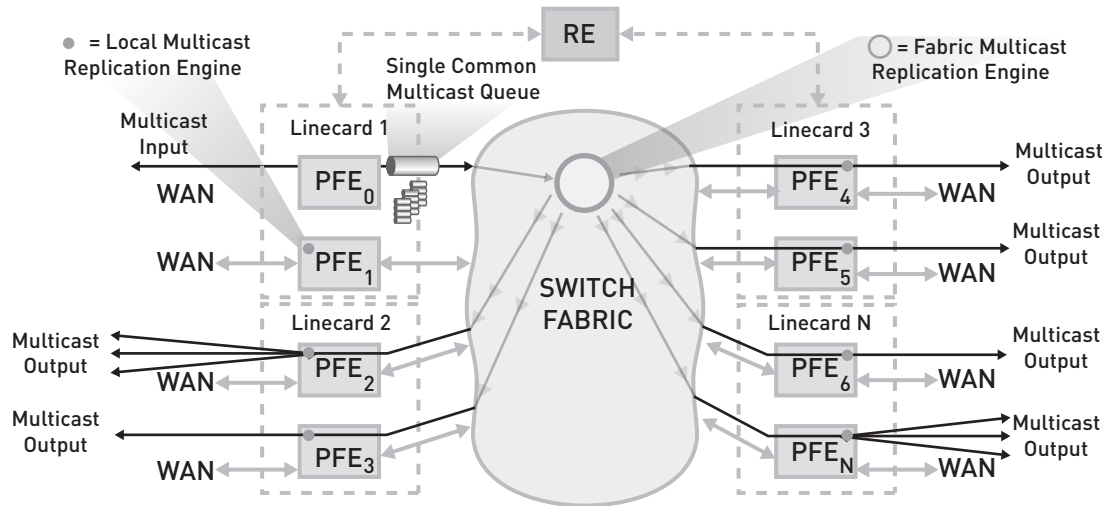 RE
= Local Multicast
Replication Engine
Single Common
Multicast Queue
= Fabric Multicast
Replication Engine
Linecard 1
Multicast
Input
WAN
PFE0
WAN
PFE1
Linecard 2
Multicast
Output
WAN
PFE2
Multicast
Output
WAN
PFE3
SWITCH
FABRIC
Linecard 3
PFE4
Multicast
Output
WAN
PFE5
Multicast
Output
WAN
Linecard N
PFE6
Multicast
Output
WAN
PFEN
Multicast
Output
WAN